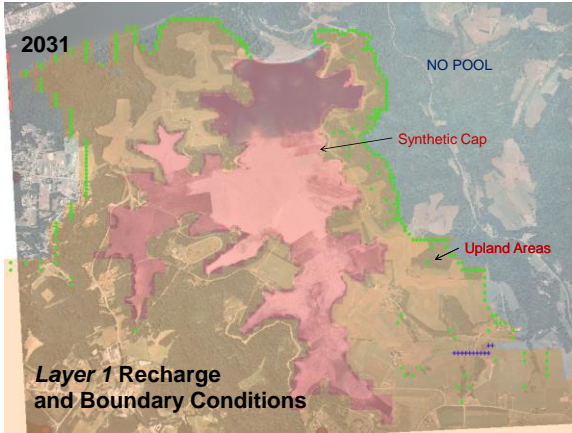 2031
NO POOL
Synthetic Cap
Upland Areas
Layer 1 Recharge
and Boundary Conditions